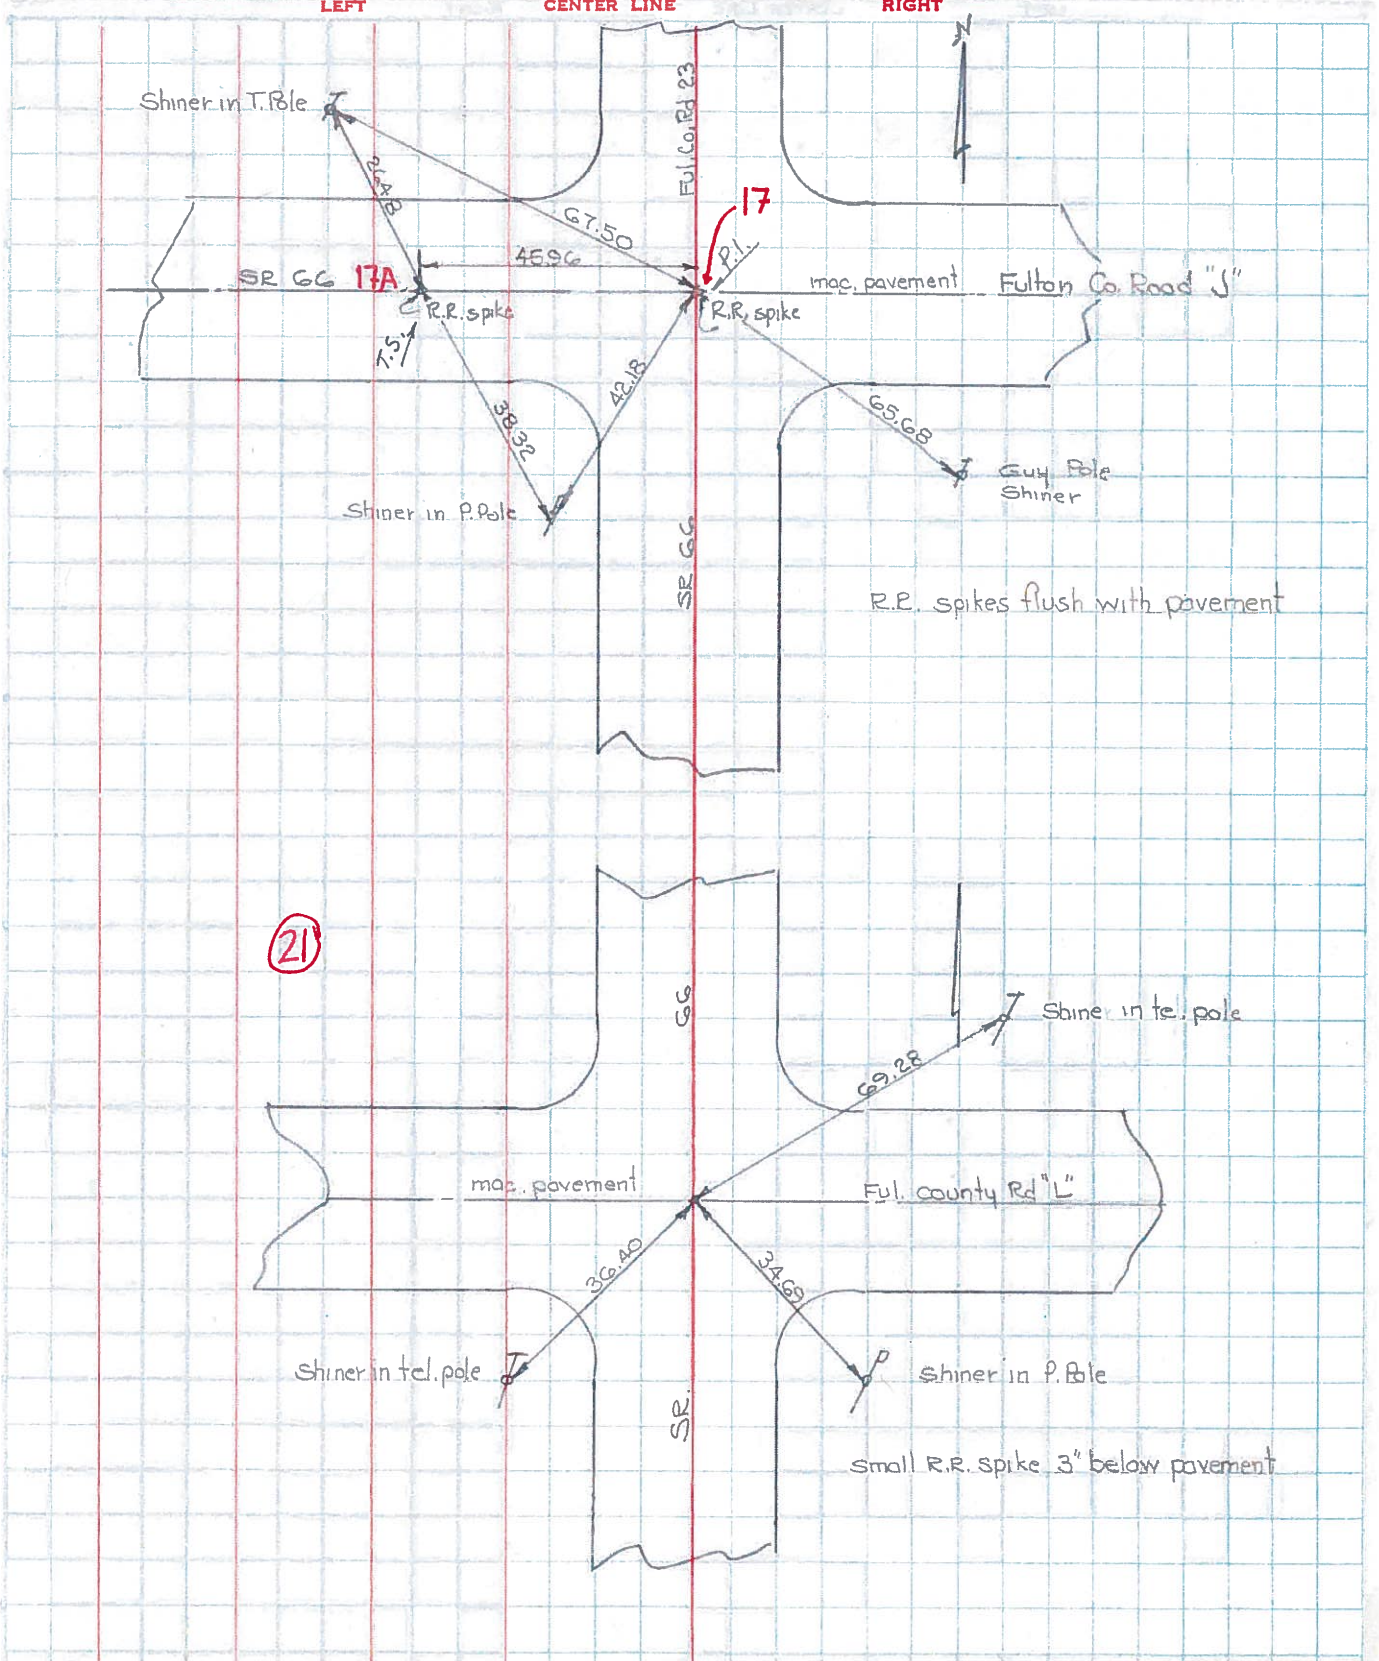 LEFT CENTER LINE RIGHT
N
Ful. Co. Rd 23
Shiner in T. Pole
26.48
67.50
17
P.I.
45.96
SR 66 17A
mac. pavement Fulton Co. Road "J"
R.R. spike
R.R. spike
T.S.
42.18
38.32
65.68
Guy Pole
Shiner
Shiner in P. Pole
SR 66
R.R. spikes flush with pavement
21
66
Shiner in tel. pole
69.28
mac. pavement
Ful. County Rd "L"
36.40
34.69
Shiner in tel. pole
P
Shiner in P. Pole
SR.
small R.R. spike 3" below pavement